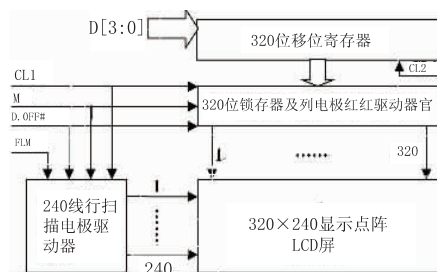 D[3:0]
320位移位寄存器
CL1
CL2
M
320位锁存器及列电极红红驱动器官
D.OFF#
FLM
1
······
320
240线行扫
描电极驱
动器
1
240
320×240显示点阵
LCD屏